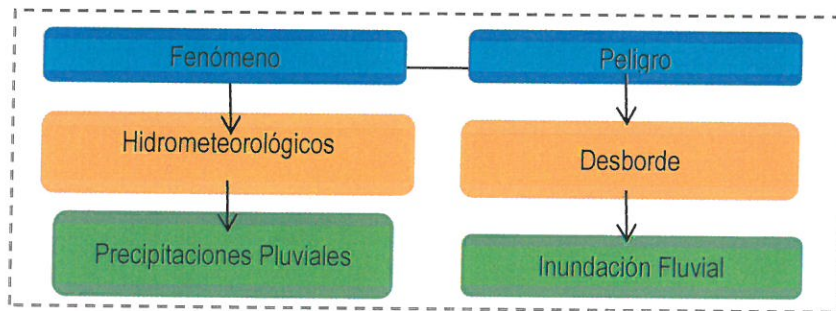 Fenómeno
Peligro
Hidrometeorológicos
Desborde
Precipitaciones Pluviales
Inundación Fluvial